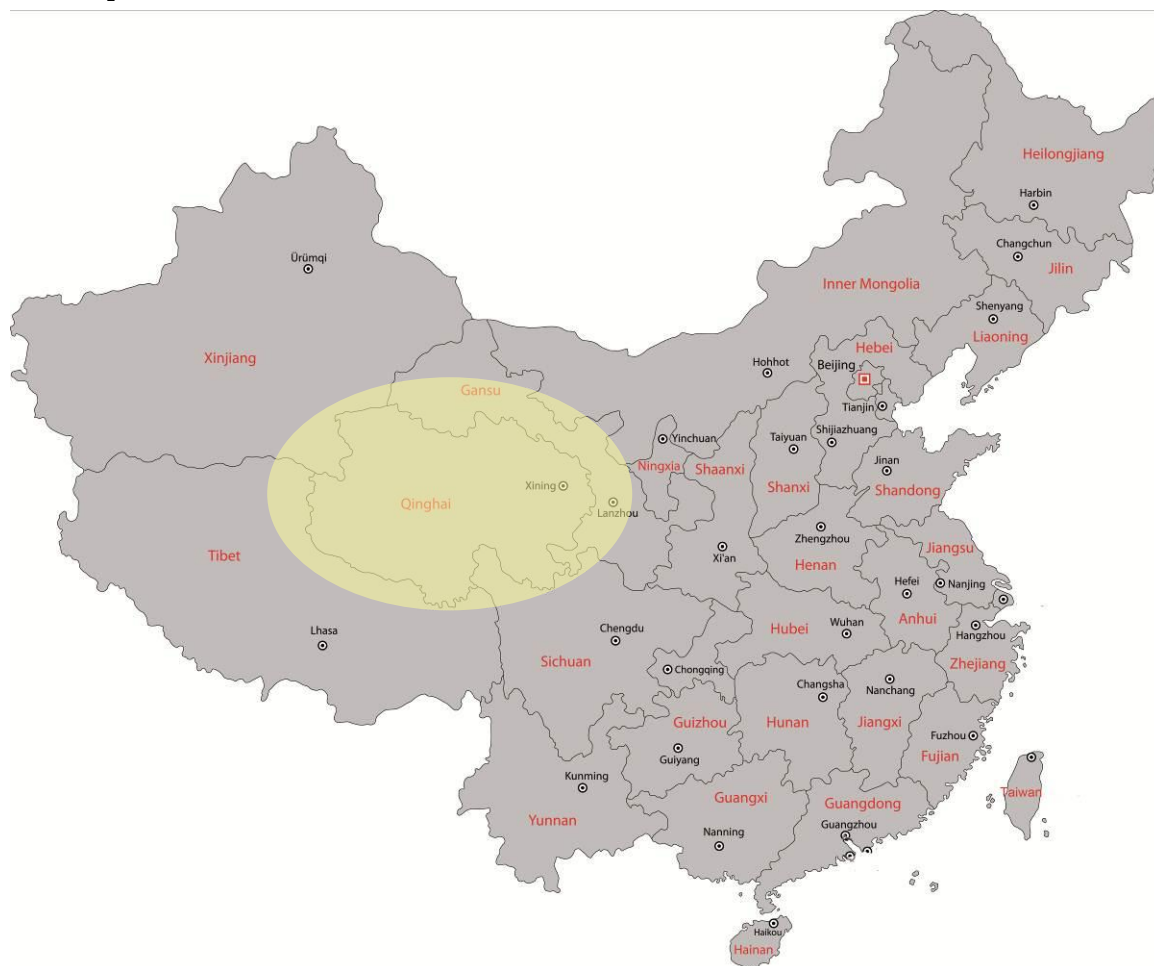 Heilongjiang
Harbin
Changchun
Jilin
Ürümqi
Inner Mongolia
Shenyang
Liaoning
Xinjiang
Hebei
Hohhot
Beijing
Gansu
Tianjin
Yinchuan
Taiyuan
Shijiazhuang
Ningxia
Shaanxi
Jinan
Xining
Shanxi
Shandong
Qinghai
Lanzhou
Zhengzhou
Jiangsu
Tibet
Xi'an
Henan
Hefei
Nanjing
Anhui
Lhasa
Chengdu
Hubei
Wuhan
Hangzhou
Sichuan
Chongqing
Zhejiang
Changsha
Nanchang
Guizhou
Hunan
Jiangxi
Fuzhou
Guiyang
Fujian
Kunming
Guangxi
Guangdong
Taiwan
Yunnan
Guangzhou
Nanning
Haikou
Hainan